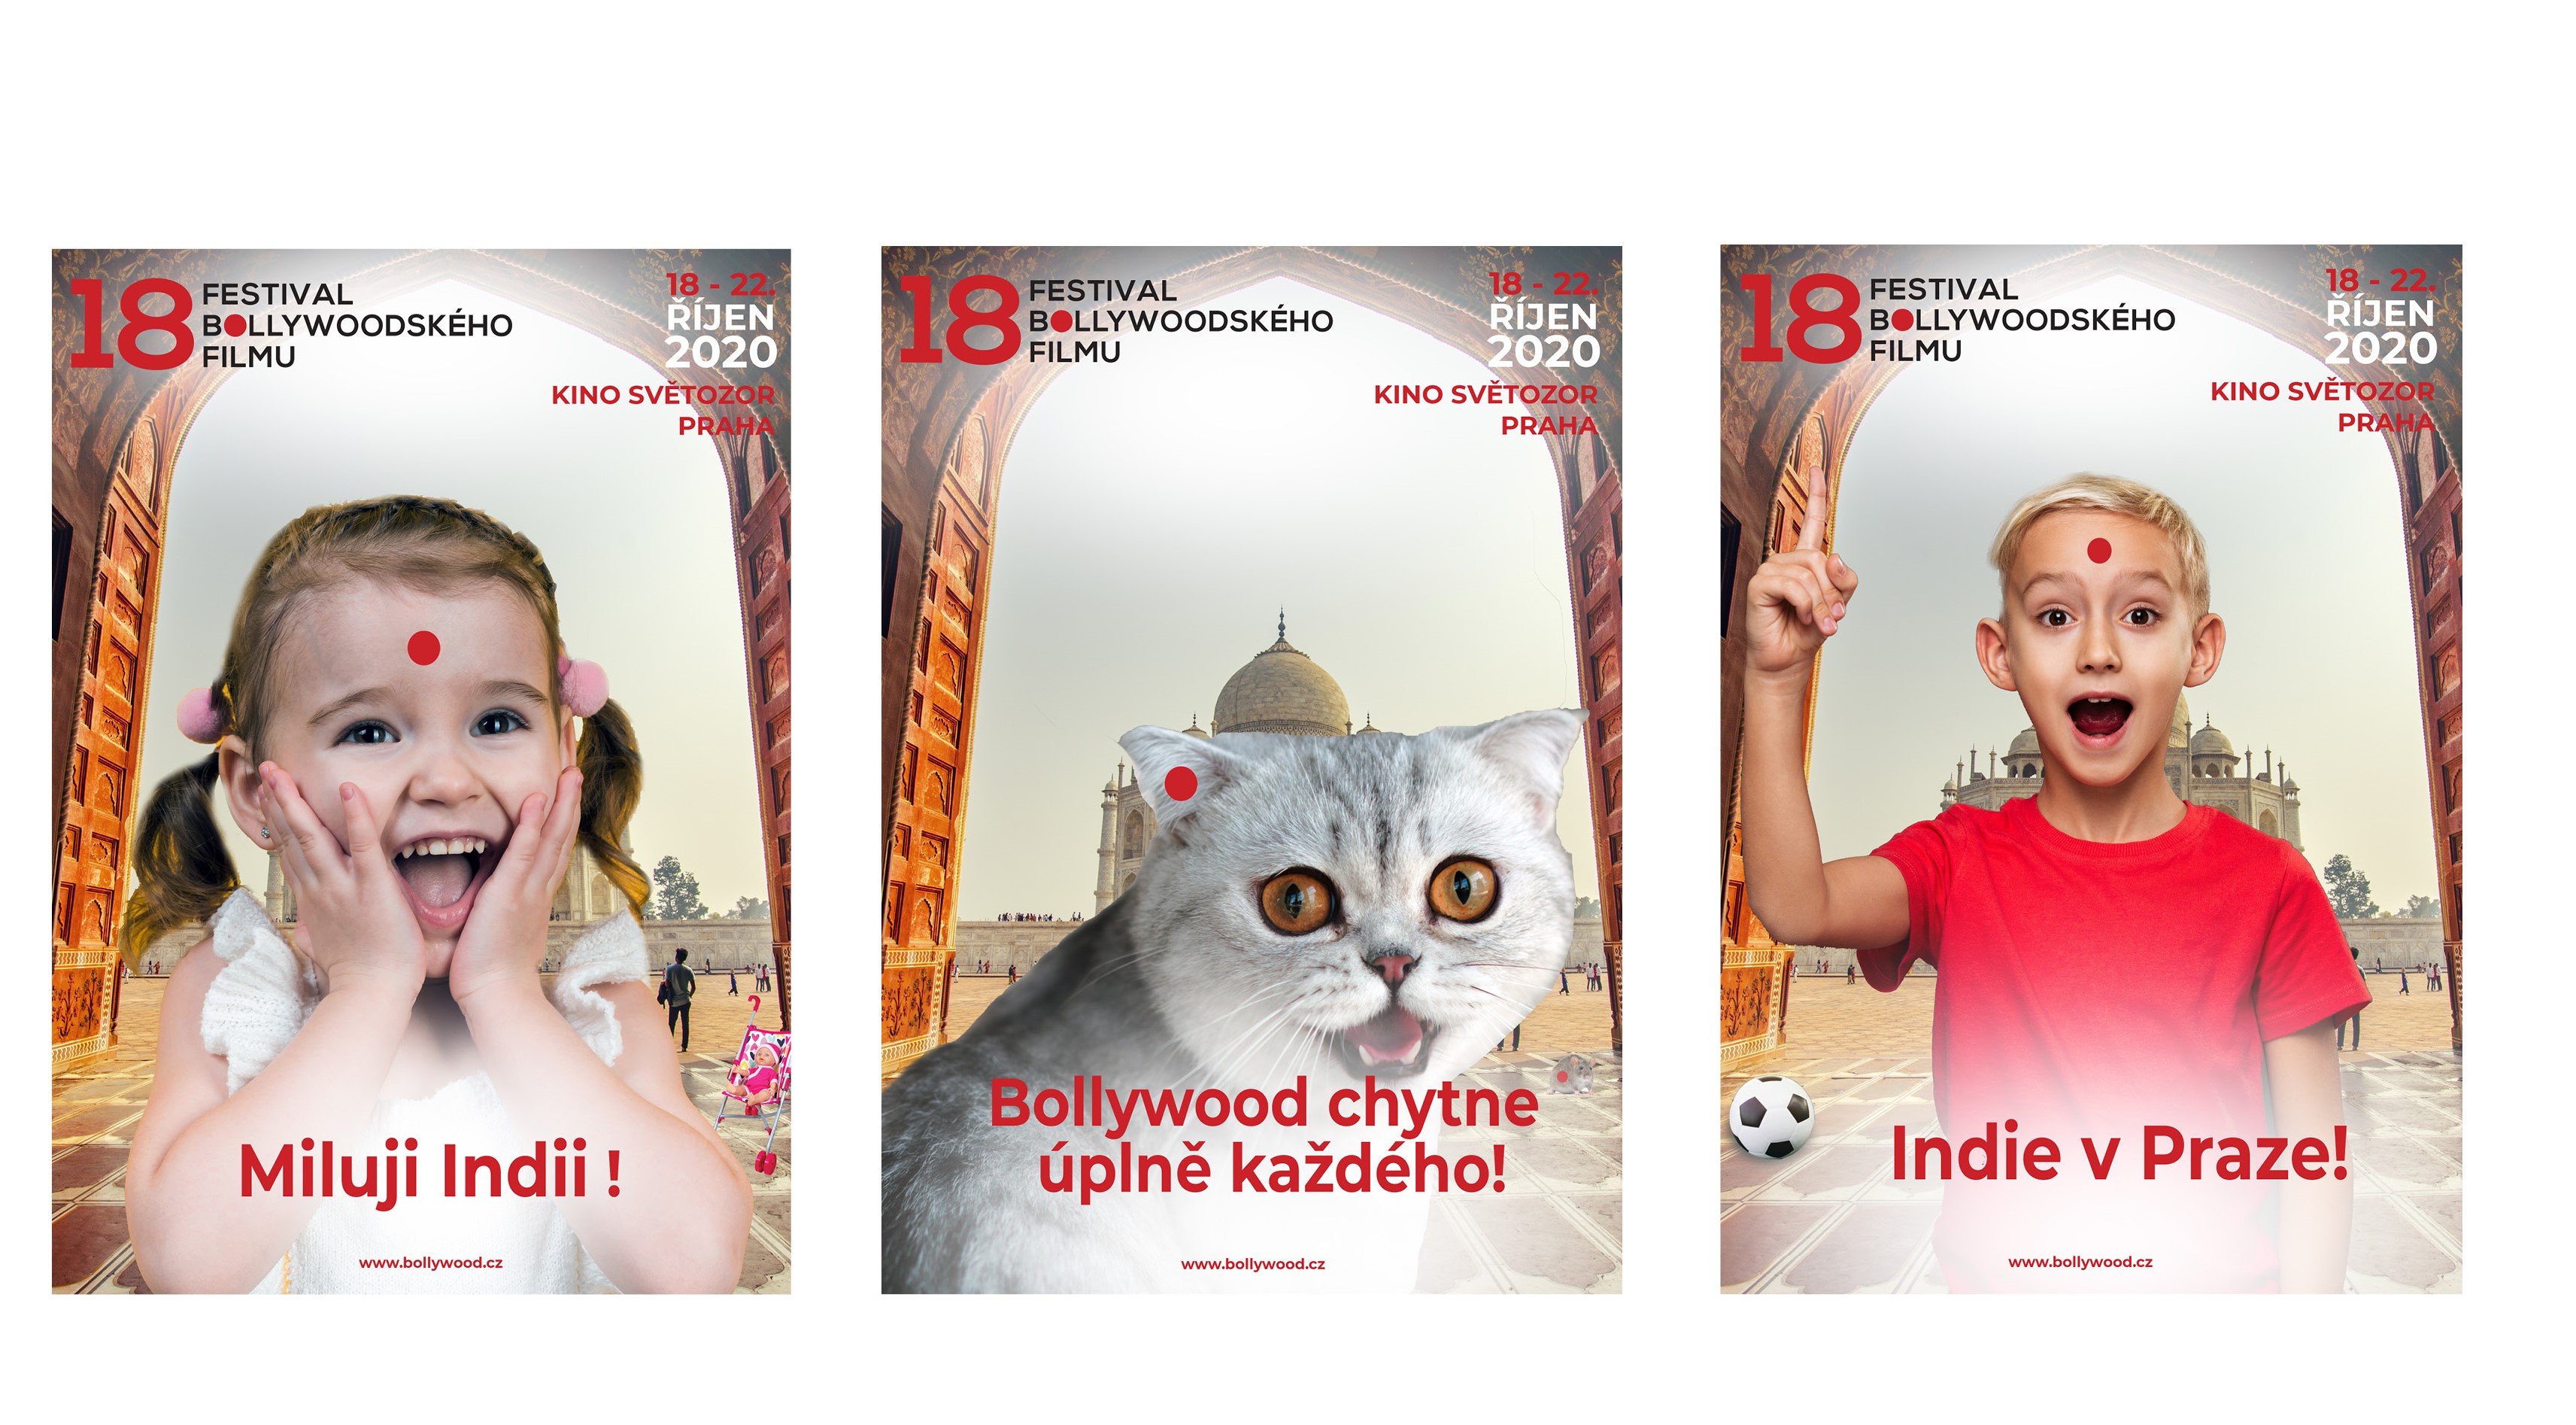 18 FESTIVAL
BOLLYWOODSKÉHO
FILMU
18 - 22.
ŘÍJEN
2020
KINO SVĚTOZOR
PRAHA
Miluji Indii !
www.bollywood.cz
18 FESTIVAL
BOLLYWOODSKÉHO
FILMU
18 - 22.
ŘÍJEN
2020
KINO SVĚTOZOR
PRAHA
Bollywood chytne
úplně každého!
www.bollywood.cz
18 FESTIVAL
BOLLYWOODSKÉHO
FILMU
18 - 22.
ŘÍJEN
2020
KINO SVĚTOZOR
PRAHA
Indie v Praze!
www.bollywood.cz